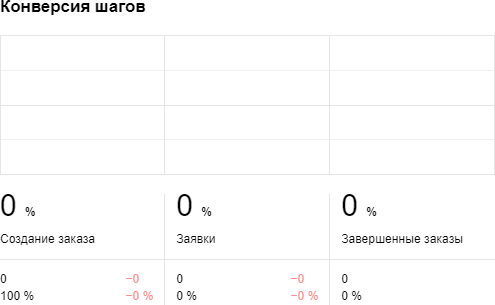 Конверсия шагов
0 % 0 % 0 %
Создание заказа Заявки Завершенные заказы
0 −0 0 −0 0
100 % −0 % 0 % −0 % 0 %